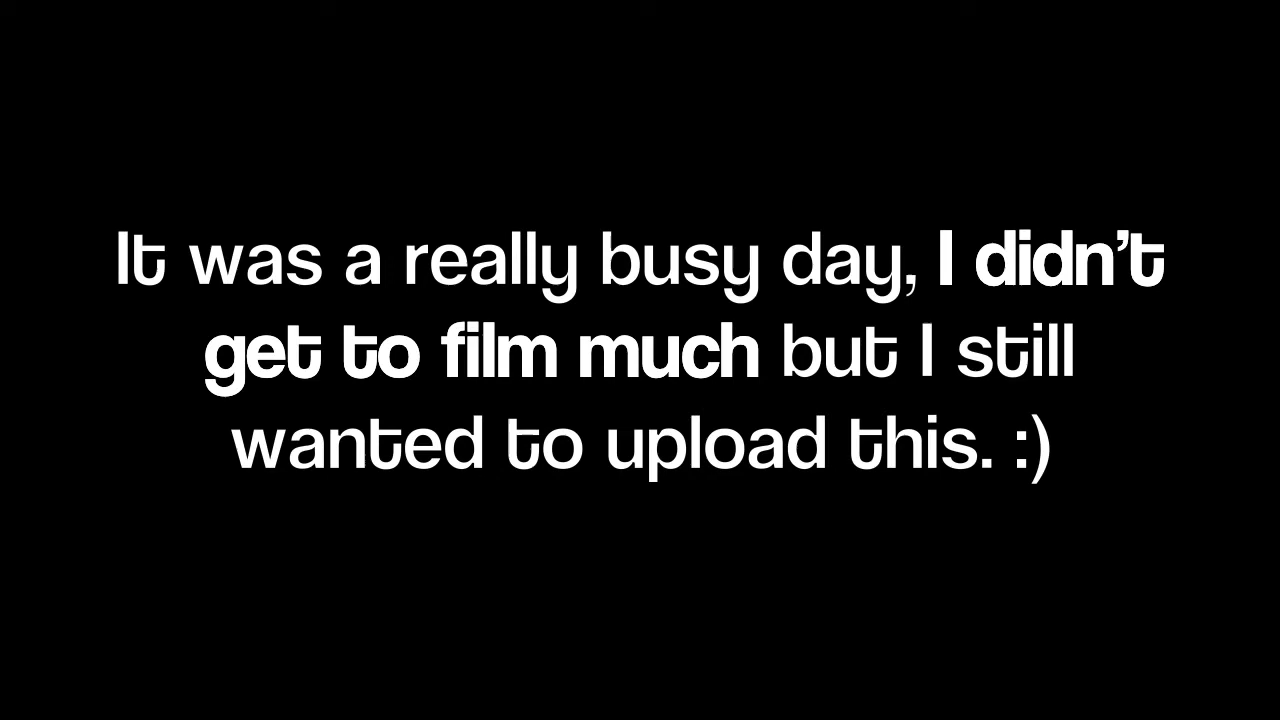 It was a really busy day, I didn’t
get to film much but I still
wanted to upload this. :)